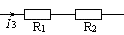 I₃ R₁ R₂